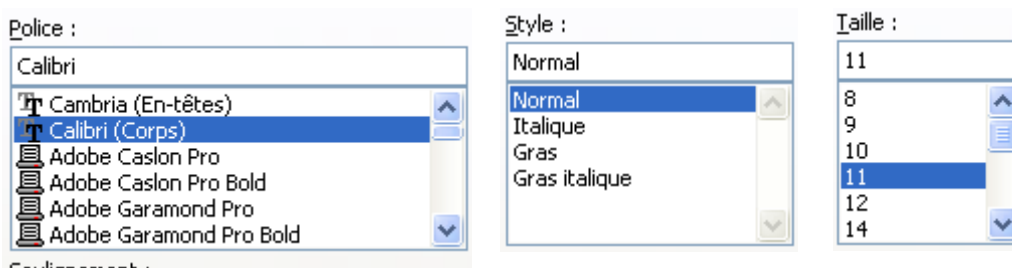 Police :
Calibri
Cambria (En-têtes)
Calibri (Corps)
Adobe Caslon Pro
Adobe Caslon Pro Bold
Adobe Garamond Pro
Adobe Garamond Pro Bold
Style :
Normal
Normal
Italique
Gras
Gras italique
Taille :
11
8
9
10
11
12
14
Soulignement :